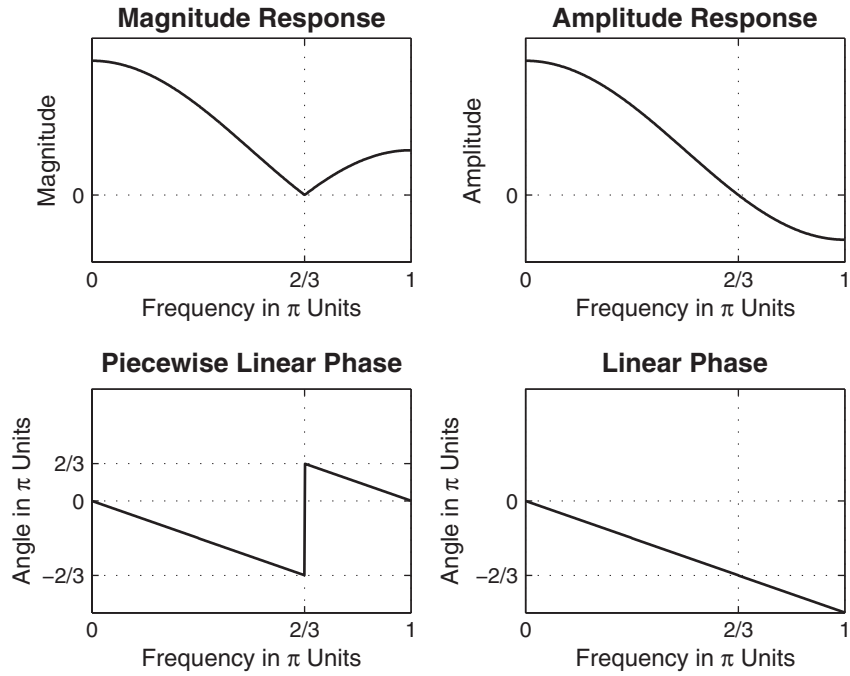 Magnitude Response
Magnitude
0
0
2/3
1
Frequency in π Units
Amplitude Response
Amplitude
0
0
2/3
1
Frequency in π Units
Piecewise Linear Phase
Angle in π Units
2/3
0
−2/3
0
2/3
1
Frequency in π Units
Linear Phase
Angle in π Units
0
−2/3
0
2/3
1
Frequency in π Units